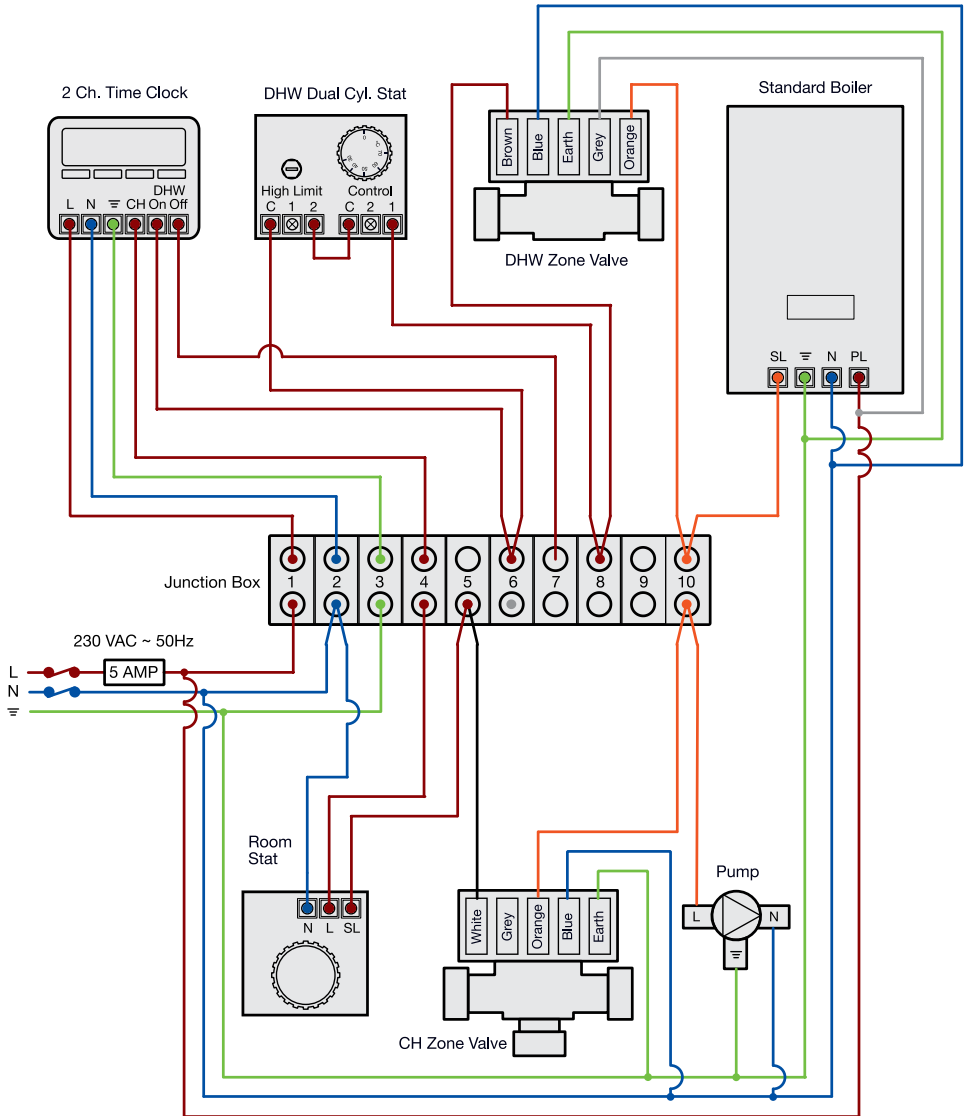 2 Ch. Time Clock
DHW
L N CH On Off
DHW Dual Cyl. Stat
High Limit Control
C 1 2 C 2 1
Brown
Blue
Earth
Grey
Orange
DHW Zone Valve
Standard Boiler
SL N PL
Junction Box
1 2 3 4 5 6 7 8 9 10
230 VAC ~ 50Hz
L
5 AMP
N
Room
Stat
N L SL
White
Grey
Orange
Blue
Earth
CH Zone Valve
Pump
L N